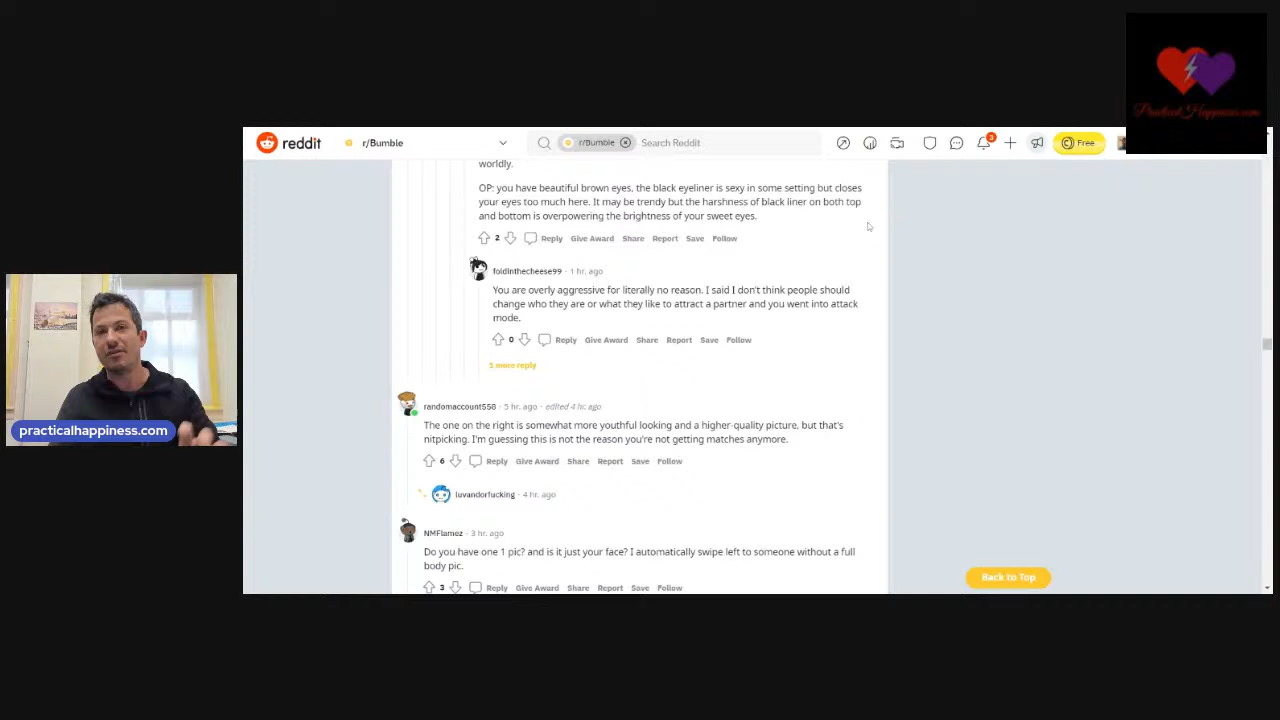 PracticalHappiness.com
reddit
r/Bumble
r/Bumble
Search Reddit
3
Free
worldly.
OP: you have beautiful brown eyes, the black eyeliner is sexy in some setting but closes
your eyes too much here. It may be trendy but the harshness of black liner on both top
and bottom is overpowering the brightness of your sweet eyes.
2 Reply Give Award Share Report Save Follow
foldinthecheese99 · 1 hr. ago
You are overly aggressive for literally no reason. I said I don't think people should
change who they are or what they like to attract a partner and you went into attack
mode.
0 Reply Give Award Share Report Save Follow
more reply
randomaccount558 · 5 hr. ago · edited 4 hr. ago
The one on the right is somewhat more youthful looking and a higher-quality picture, but that's
nitpicking. I'm guessing this is not the reason you're not getting matches anymore.
practicalhappiness.com
6 Reply Give Award Share Report Save Follow
luvandorfucking · 4 hr. ago
NMFlamez · 3 hr. ago
Do you have one 1 pic? and is it just your face? I automatically swipe left to someone without a full
body pic.
Back to Top
3 Reply Give Award Share Report Save Follow